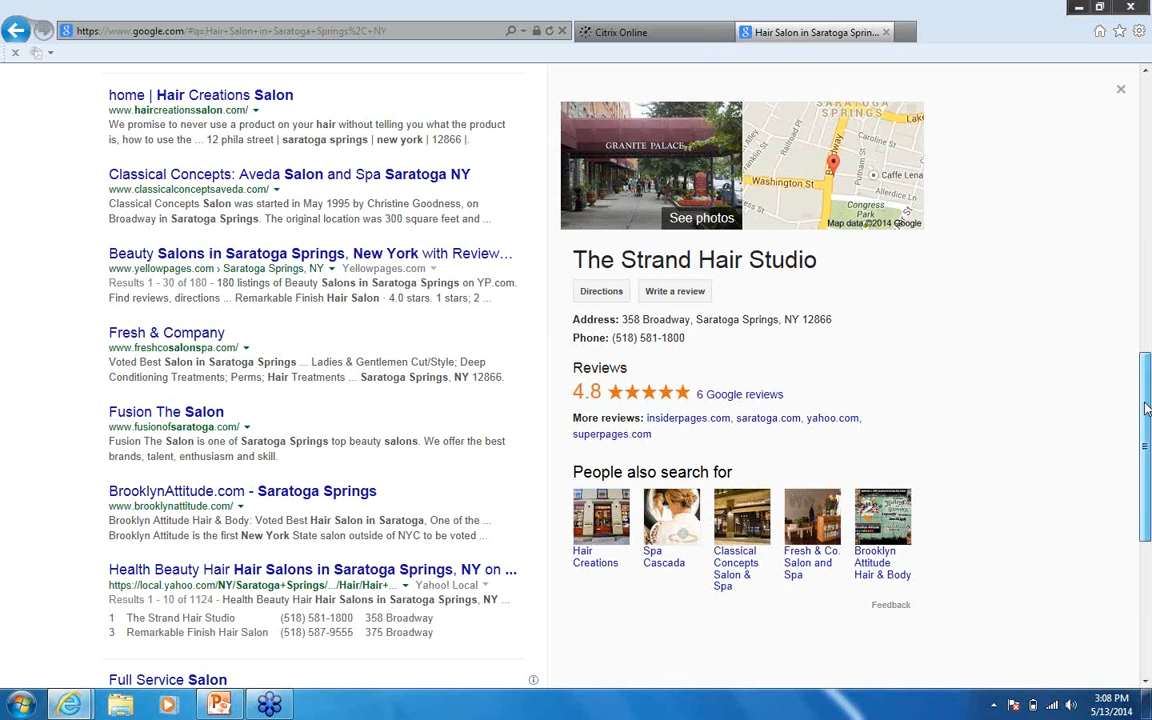 https://www.google.com/#q=Hair+Salon+in+Saratoga+Springs%2C+NY
Citrix Online
Hair Salon in Saratoga Sprin...
home | Hair Creations Salon
www.haircreationssalon.com/
We promise to never use a product on your hair without telling you what the product
is, how to use the ... 12 phila street | saratoga springs | new york | 12866 |.
Classical Concepts: Aveda Salon and Spa Saratoga NY
www.classicalconceptsaveda.com/
Classical Concepts Salon was started in May 1995 by Christine Goodness, on
Broadway in Saratoga Springs. The original location was 300 square feet and ...
Beauty Salons in Saratoga Springs, New York with Review...
www.yellowpages.com › Saratoga Springs, NY Yellowpages.com
Results 1 - 30 of 180 - 180 listings of Beauty Salons in Saratoga Springs on YP.com.
Find reviews, directions ... Remarkable Finish Hair Salon · 4.0 stars. 1 stars; 2 ...
Fresh & Company
www.freshcosalonspa.com/
Voted Best Salon in Saratoga Springs ... Ladies & Gentlemen Cut/Style; Deep
Conditioning Treatments; Perms; Hair Treatments ... Saratoga Springs, NY 12866.
Fusion The Salon
www.fusionofsaratoga.com/
Fusion The Salon is one of Saratoga Springs top beauty salons. We offer the best
brands, talent, enthusiasm and skill.
BrooklynAttitude.com - Saratoga Springs
www.brooklynattitude.com/
Brooklyn Attitude Hair & Body: Voted Best Hair Salon in Saratoga, One of the ...
Brooklyn Attitude is the first New York State salon outside of NYC to be voted ...
Health Beauty Hair Hair Salons in Saratoga Springs, NY on ...
https://local.yahoo.com/NY/Saratoga+Springs/.../Hair/Hair+... Yahoo! Local
Results 1 - 10 of 1124 - Health Beauty Hair Hair Salons in Saratoga Springs, NY ...
1 The Strand Hair Studio (518) 581-1800 358 Broadway
3 Remarkable Finish Hair Salon (518) 587-9555 375 Broadway
Full Service Salon
GRANITE PALACE
See photos
SARATOGA
SPRINGS
Lake
Railroad Pl
Caroline St
Broadway
Putnam St
Caffe Lena
Washington St
Congress
Park
Map data ©2014 Google
The Strand Hair Studio
Directions
Write a review
Address: 358 Broadway, Saratoga Springs, NY 12866
Phone: (518) 581-1800
Reviews
4.8 6 Google reviews
More reviews: insiderpages.com, saratoga.com, yahoo.com,
superpages.com
People also search for
Hair
Creations
Spa
Cascada
Classical
Concepts
Salon &
Spa
Fresh & Co.
Salon and
Spa
Brooklyn
Attitude
Hair & Body
Feedback
3:08 PM
5/13/2014